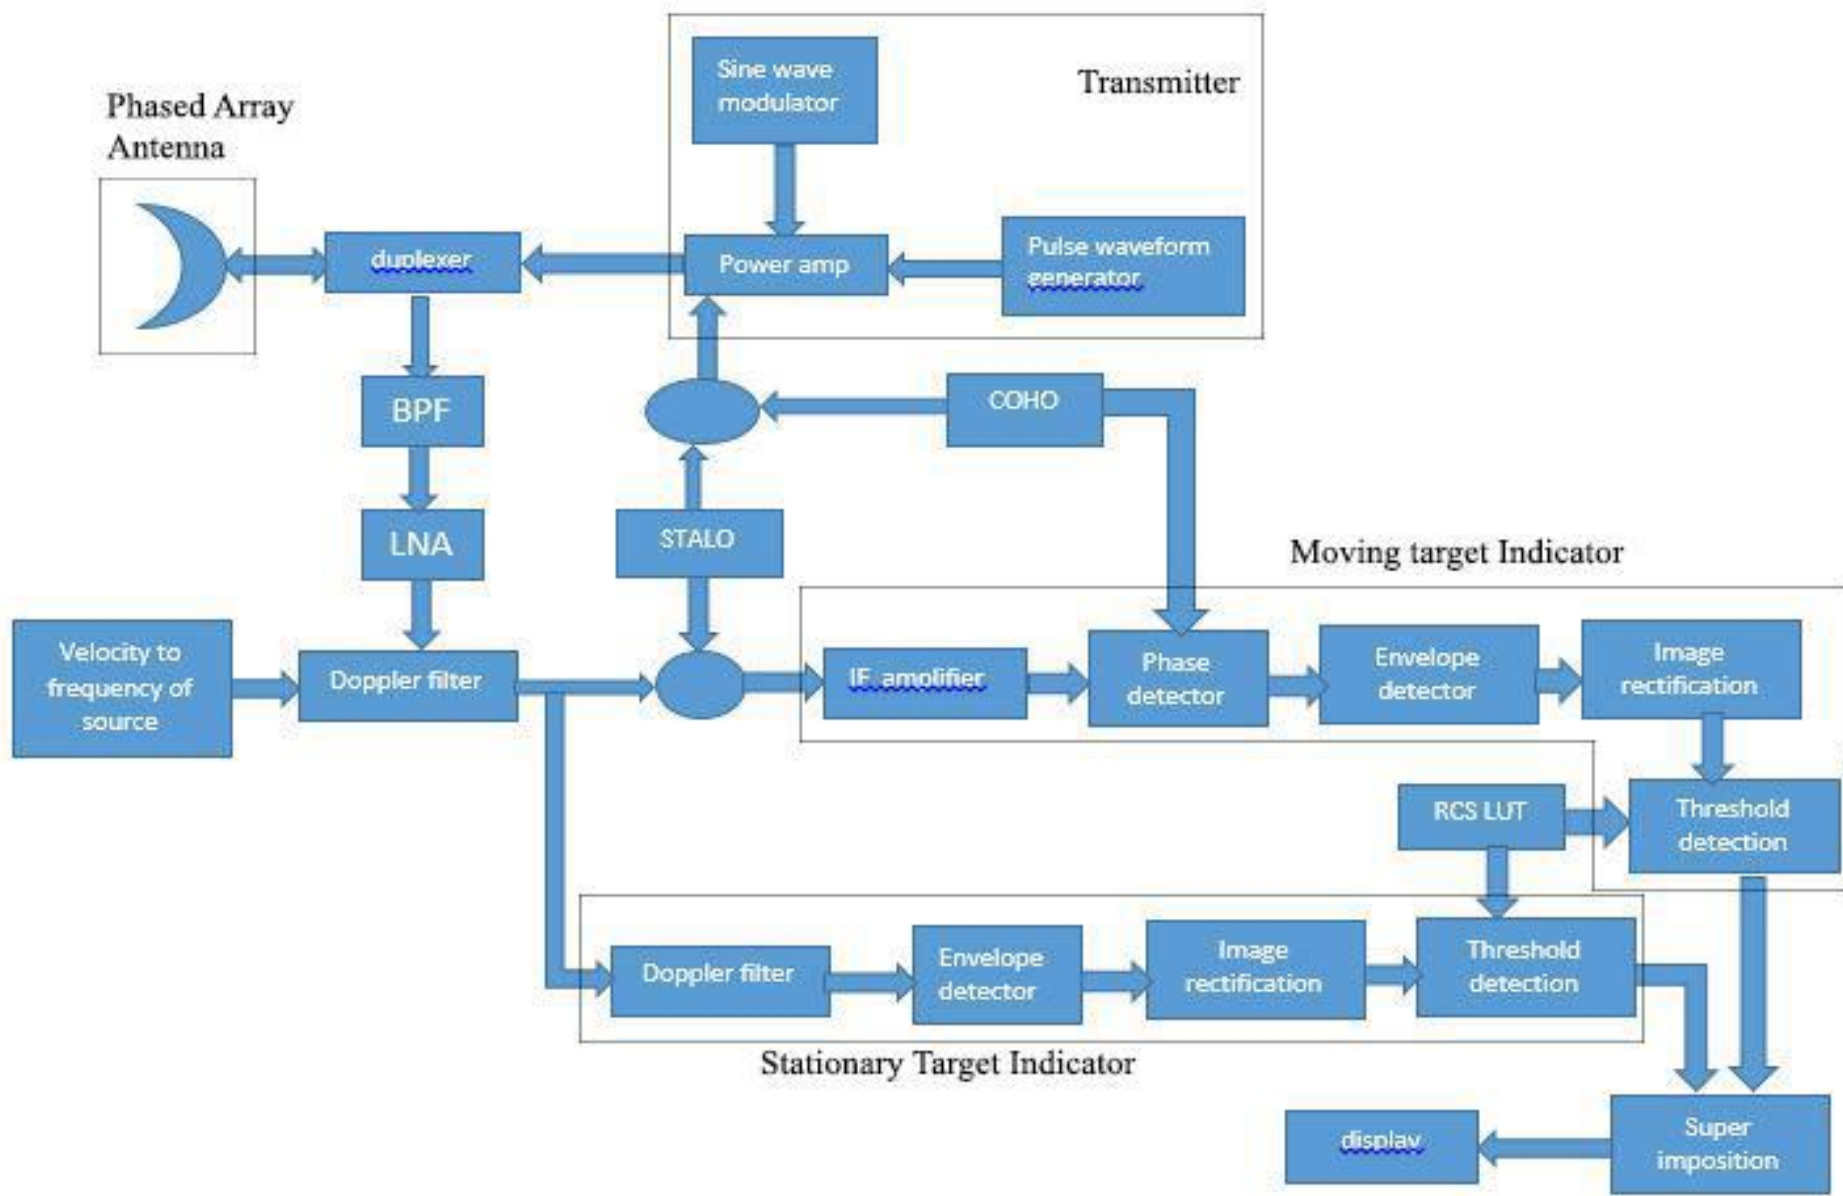 Sine wave
modulator
Transmitter
Phased Array
Antenna
duplexer
Power amp
Pulse waveform
generator
BPF
COHO
LNA
STALO
Moving target Indicator
Velocity to
frequency of
source
Doppler filter
IF amplifier
Phase
detector
Envelope
detector
Image
rectification
RCS LUT
Threshold
detection
Doppler filter
Envelope
detector
Image
rectification
Threshold
detection
Stationary Target Indicator
display
Super
imposition